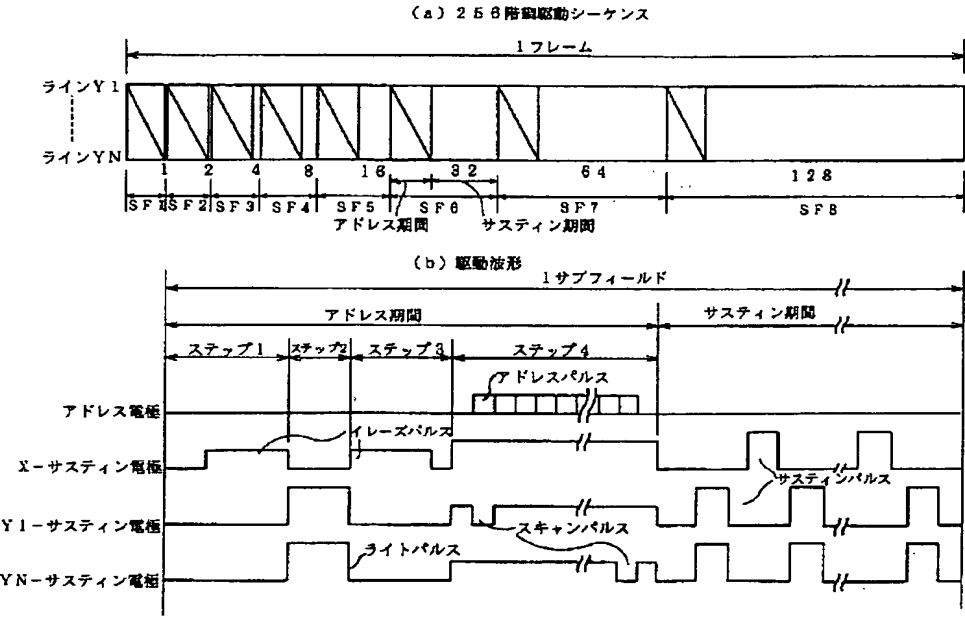 (a) 256階調駆動シーケンス
1フレーム
ラインY1
ラインYN
1 2 4 8 16 32 64 128
SF1 SF2 SF3 SF4 SF5 SF6 SF7 SF8
アドレス期間 サスティン期間
(b) 駆動波形
1サブフィールド
アドレス期間 サスティン期間
ステップ1 ステップ2 ステップ3 ステップ4
アドレスパルス
アドレス電極
イレーズパルス
X-サスティン電極
サスティンパルス
Y1-サスティン電極
スキャンパルス
ライトパルス
YN-サスティン電極